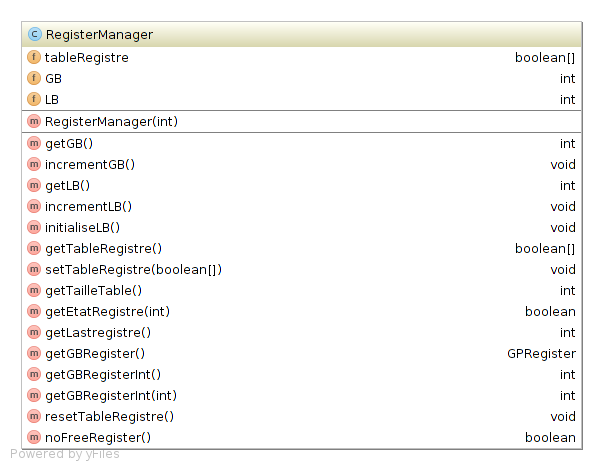 C RegisterManager
f tableRegistre boolean[]
f GB int
f LB int
m RegisterManager(int)
m getGB() int
m incrementGB() void
m getLB() int
m incrementLB() void
m initialiseLB() void
m getTableRegistre() boolean[]
m setTableRegistre(boolean[]) void
m getTailleTable() int
m getEtatRegistre(int) boolean
m getLastregistre() int
m getGBRegister() GPRegister
m getGBRegisterInt() int
m getGBRegisterInt(int) int
m resetTableRegistre() void
m noFreeRegister() boolean
Powered by yFiles